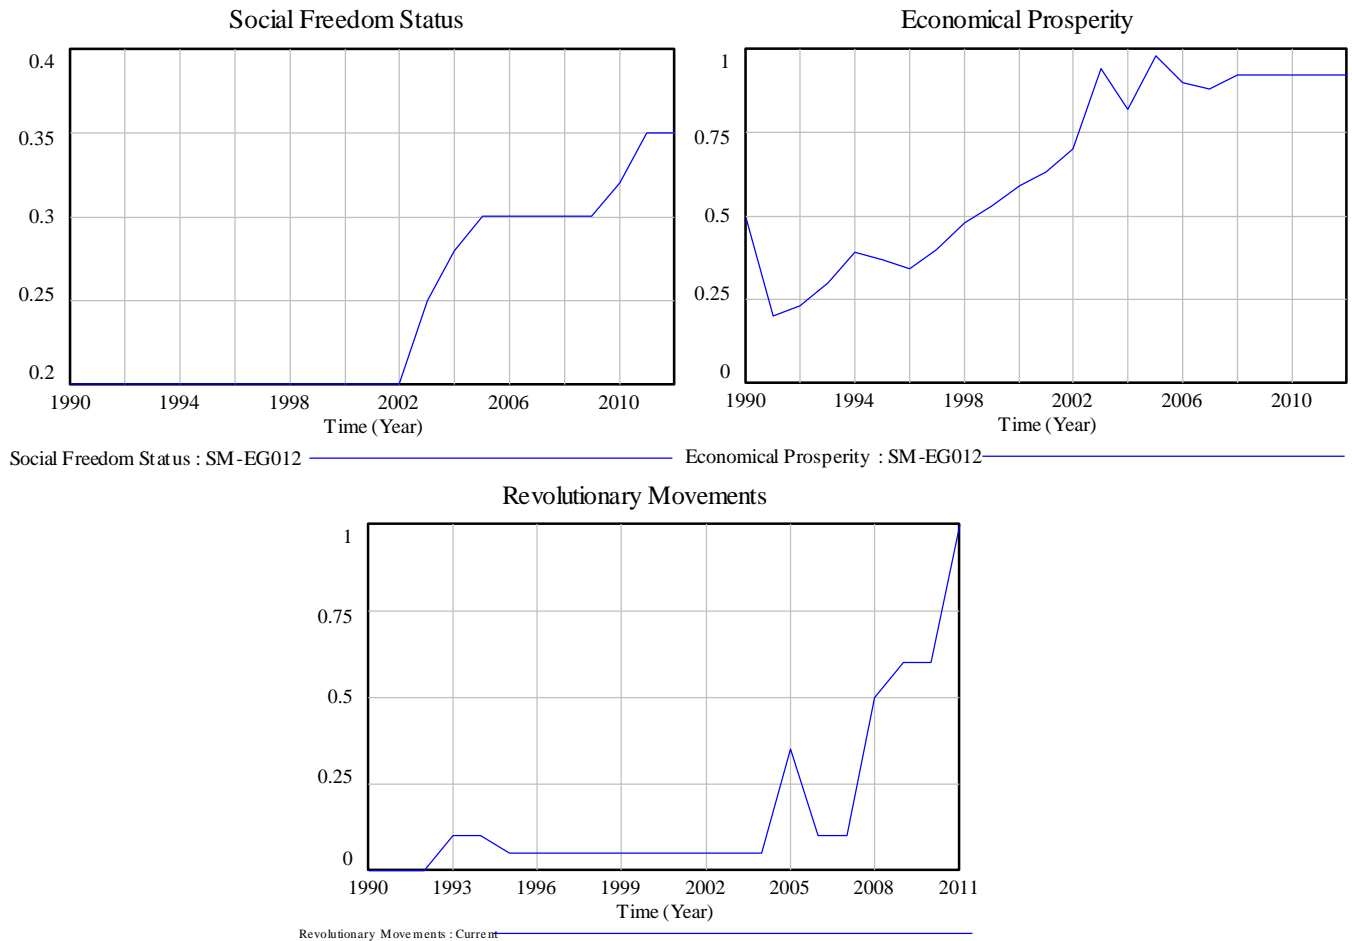 Social Freedom Status
0.4
0.35
0.3
0.25
0.2
1990 1994 1998 2002 2006 2010
Time (Year)
Social Freedom Status : SM-EG012
Economical Prosperity
1
0.75
0.5
0.25
0
1990 1994 1998 2002 2006 2010
Time (Year)
Economical Prosperity : SM-EG012
Revolutionary Movements
1
0.75
0.5
0.25
0
1990 1993 1996 1999 2002 2005 2008 2011
Time (Year)
Revolutionary Movements : Current